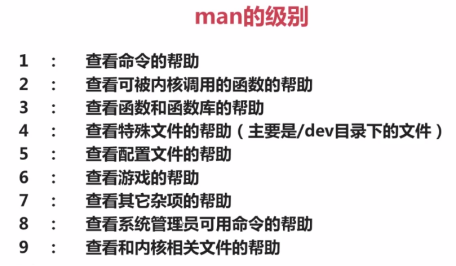 man的级别
1 : 查看命令的帮助
2 : 查看可被内核调用的函数的帮助
3 : 查看函数和函数库的帮助
4 : 查看特殊文件的帮助（主要是/dev目录下的文件）
5 : 查看配置文件的帮助
6 : 查看游戏的帮助
7 : 查看其它杂项的帮助
8 : 查看系统管理员可用命令的帮助
9 : 查看和内核相关文件的帮助